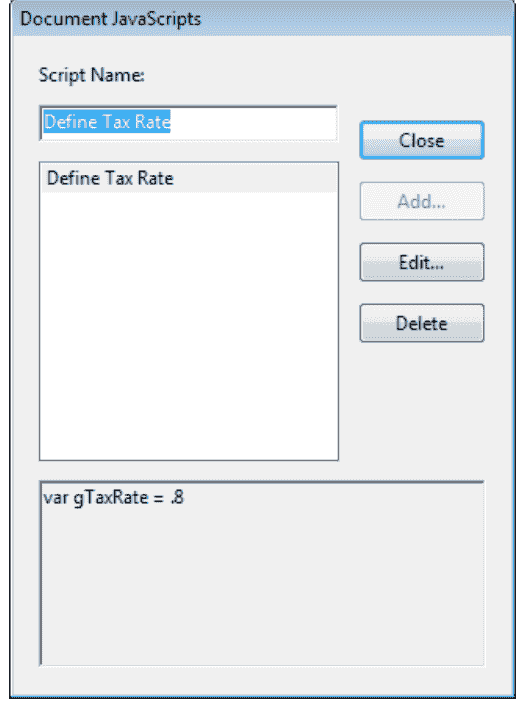 Document JavaScripts
Script Name:
Define Tax Rate
Close
Define Tax Rate
Add...
Edit...
Delete
var gTaxRate = .8